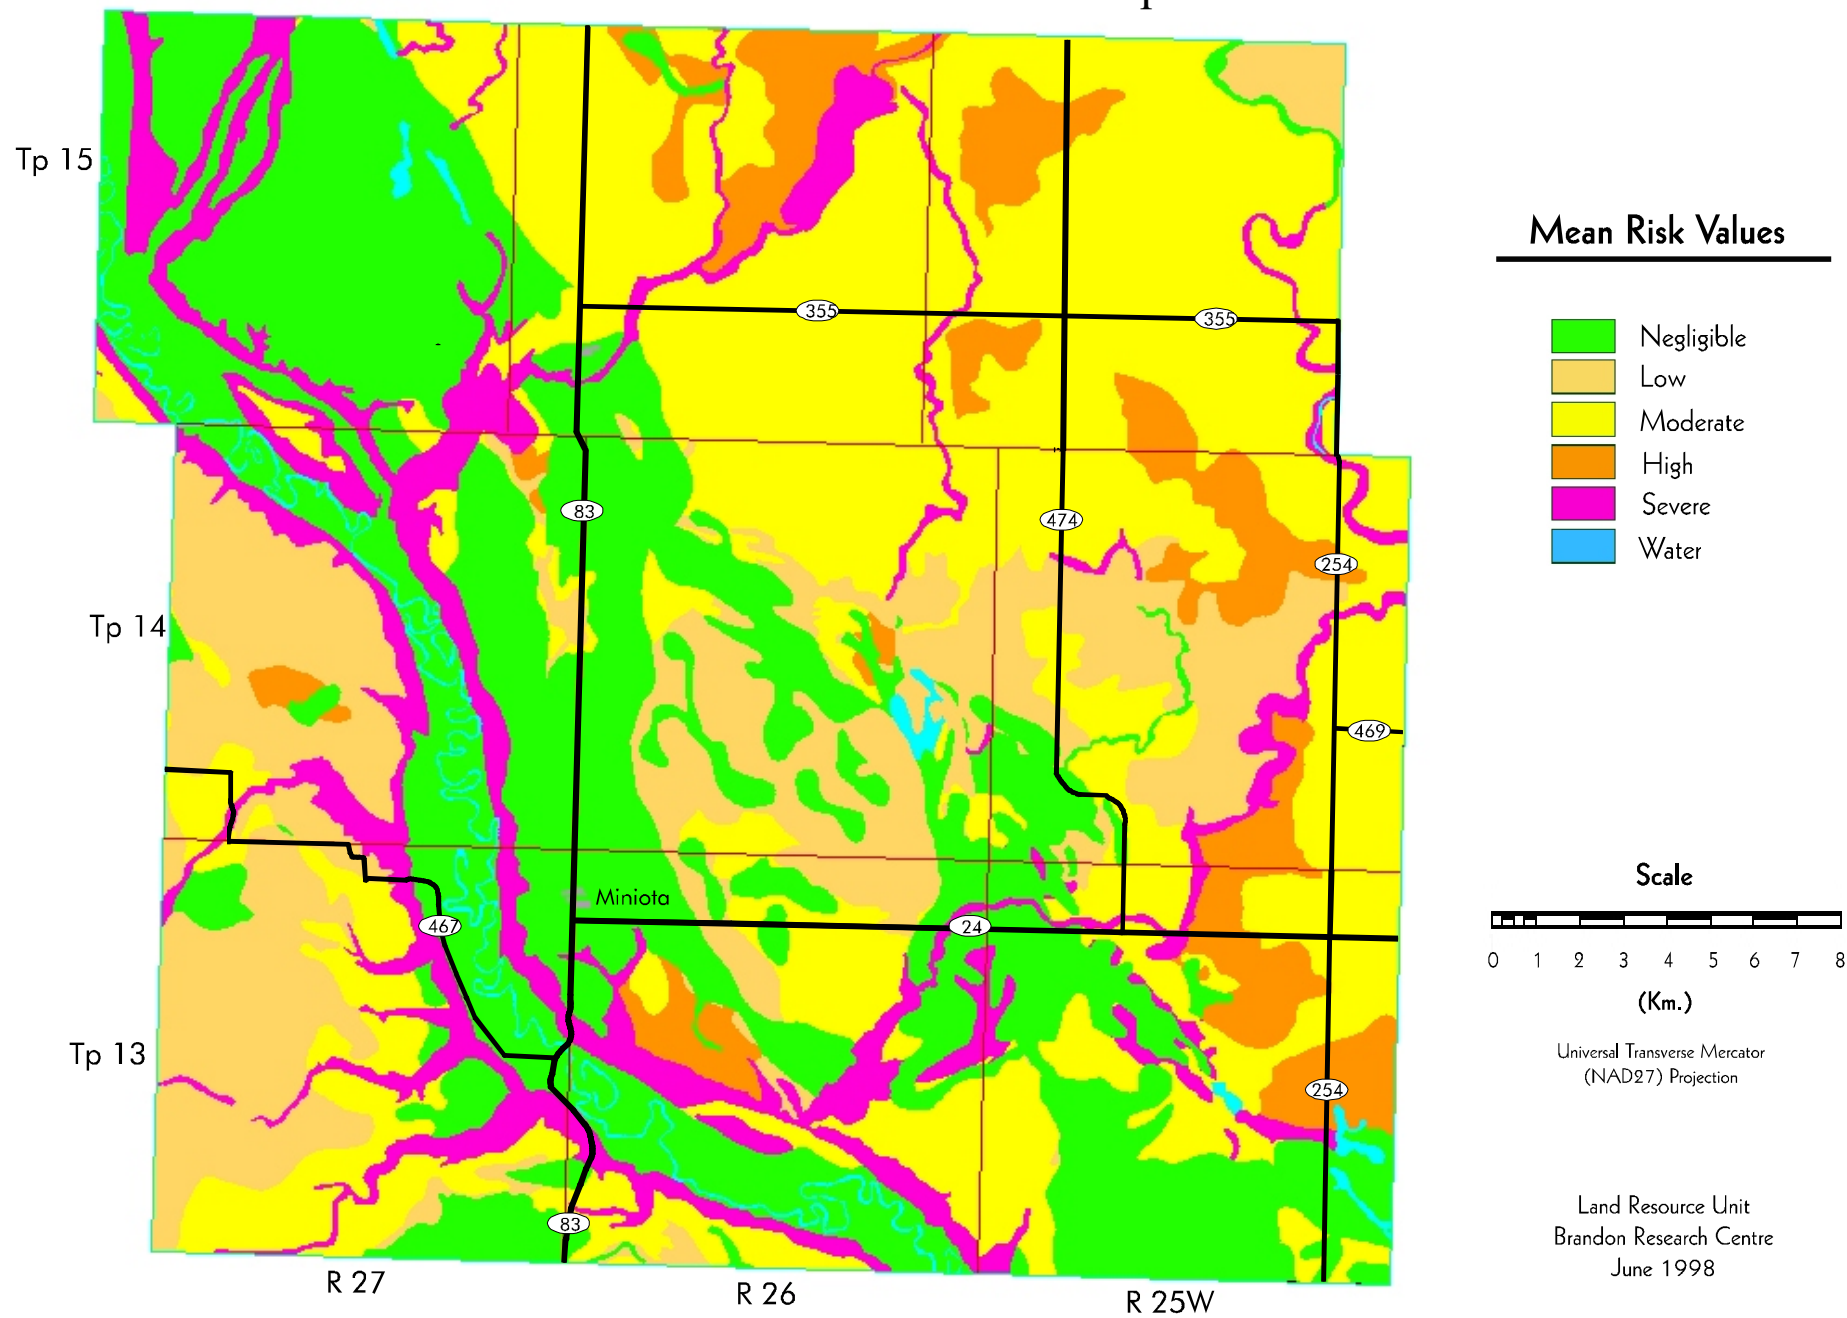 p
Tp 15
Tp 14
Tp 13
R 27
R 26
R 25W
355
355
83
474
254
469
Miniota
467
24
254
83
Mean Risk Values
Negligible
Low
Moderate
High
Severe
Water
Scale
0 1 2 3 4 5 6 7 8
(Km.)
Universal Transverse Mercator
(NAD27) Projection
Land Resource Unit
Brandon Research Centre
June 1998